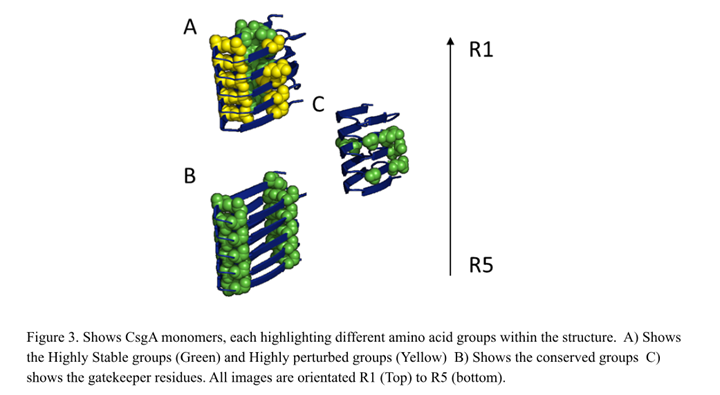 A
R1
C
B
R5
Figure 3. Shows CsgA monomers, each highlighting different amino acid groups within the structure.  A) Shows
the Highly Stable groups (Green) and Highly perturbed groups (Yellow)  B) Shows the conserved groups  C)
shows the gatekeeper residues. All images are orientated R1 (Top) to R5 (bottom).